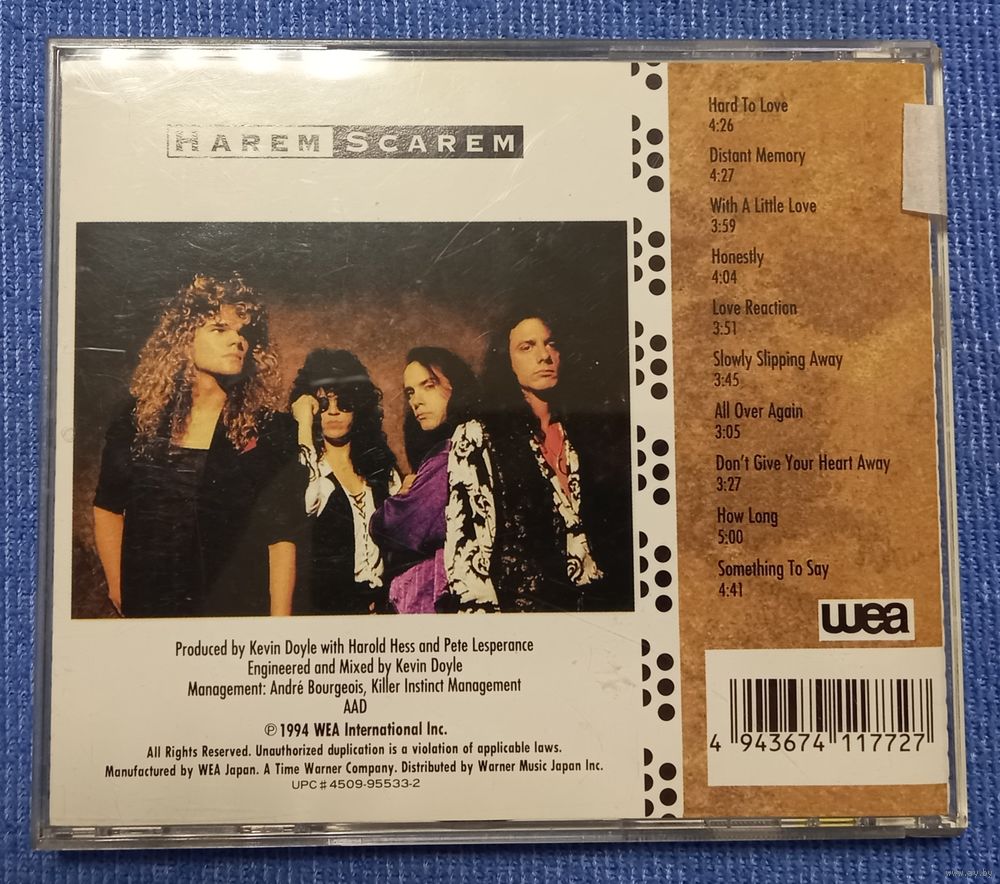 HAREM SCAREM
Hard To Love
4:26
Distant Memory
4:27
With A Little Love
3:59
Honestly
4:04
Love Reaction
3:51
Slowly Slipping Away
3:45
All Over Again
3:05
Don't Give Your Heart Away
3:27
How Long
5:00
Something To Say
4:41
wea
4 943674 117727
Produced by Kevin Doyle with Harold Hess and Pete Lesperance
Engineered and Mixed by Kevin Doyle
Management: André Bourgeois, Killer Instinct Management
AAD
℗ 1994 WEA International Inc.
All Rights Reserved. Unauthorized duplication is a violation of applicable laws.
Manufactured by WEA Japan. A Time Warner Company. Distributed by Warner Music Japan Inc.
UPC # 4509-95533-2
www.ay.by